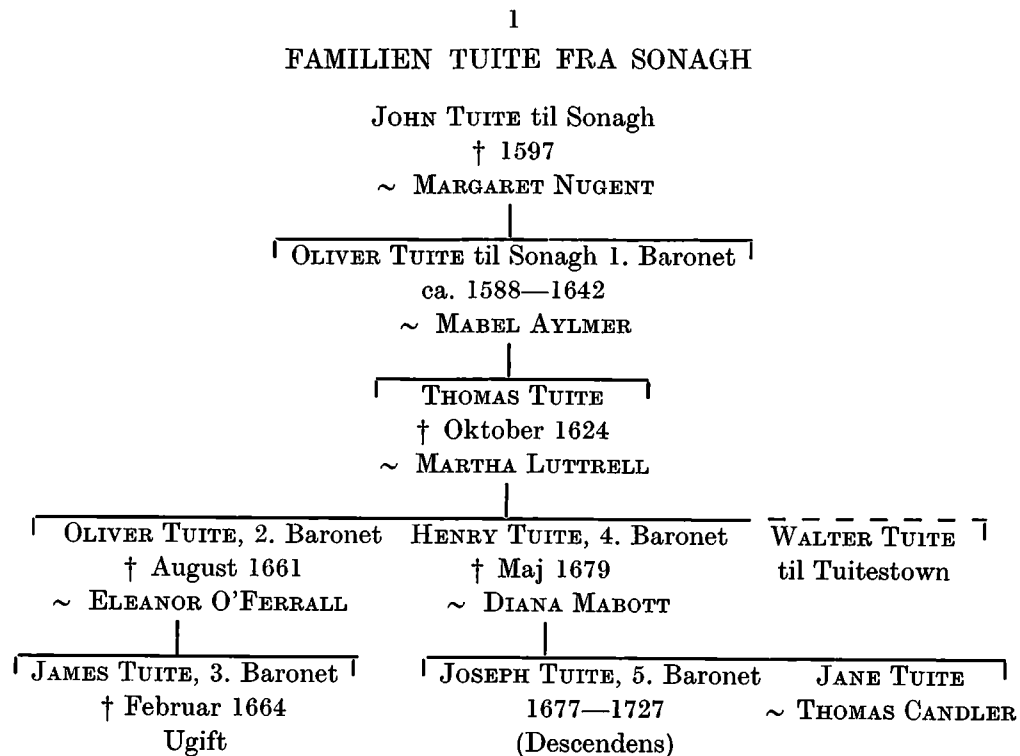 1
FAMILIEN TUITE FRA SONAGH
JOHN TUITE til Sonagh
† 1597
~ MARGARET NUGENT
OLIVER TUITE til Sonagh 1. Baronet
ca. 1588—1642
~ MABEL AYLMER
THOMAS TUITE
† Oktober 1624
~ MARTHA LUTTRELL
OLIVER TUITE, 2. Baronet HENRY TUITE, 4. Baronet WALTER TUITE
† August 1661 † Maj 1679 til Tuitestown
~ ELEANOR O'FERRALL ~ DIANA MABOTT
JAMES TUITE, 3. Baronet JOSEPH TUITE, 5. Baronet JANE TUITE
† Februar 1664 1677—1727 ~ THOMAS CANDLER
Ugift (Descendens)